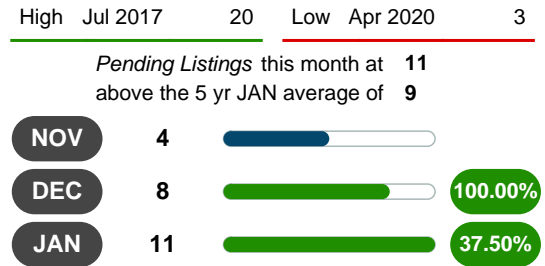 High Jul 2017 20 Low Apr 2020 3
Pending Listings this month at 11
above the 5 yr JAN average of 9
NOV 4
DEC 8 100.00%
JAN 11 37.50%